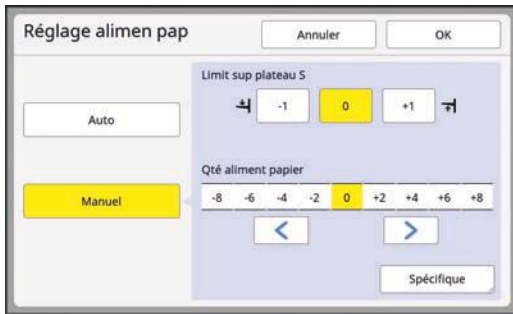 Réglage alimen pap
Annuler
OK
Limit sup plateau S
-1 0 +1
Auto
Qté aliment papier
Manuel
-8 -6 -4 -2 0 +2 +4 +6 +8
< >
Spécifique